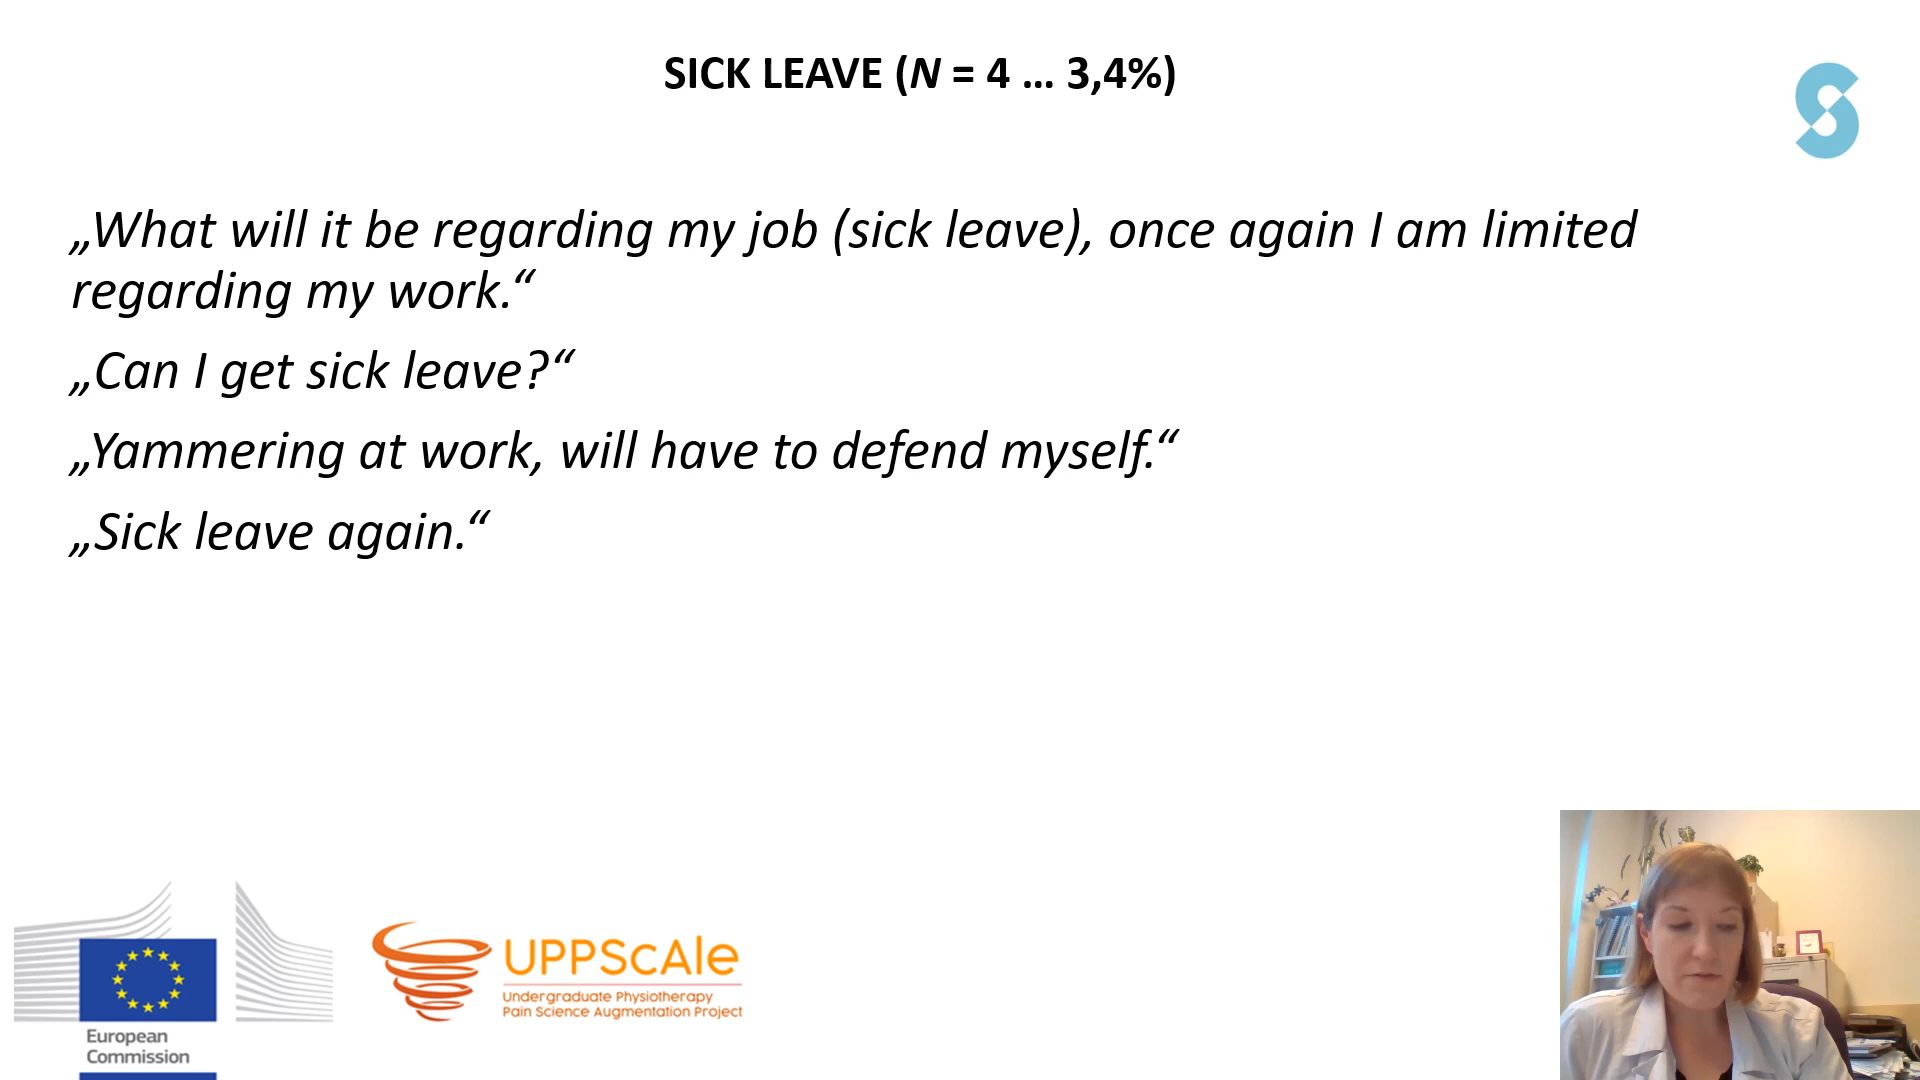 SICK LEAVE (N = 4 … 3,4%)
„What will it be regarding my job (sick leave), once again I am limited
regarding my work.“
„Can I get sick leave?“
„Yammering at work, will have to defend myself.“
„Sick leave again.“
UPPScAle
Undergraduate Physiotherapy
Pain Science Augmentation Project
European
Commission